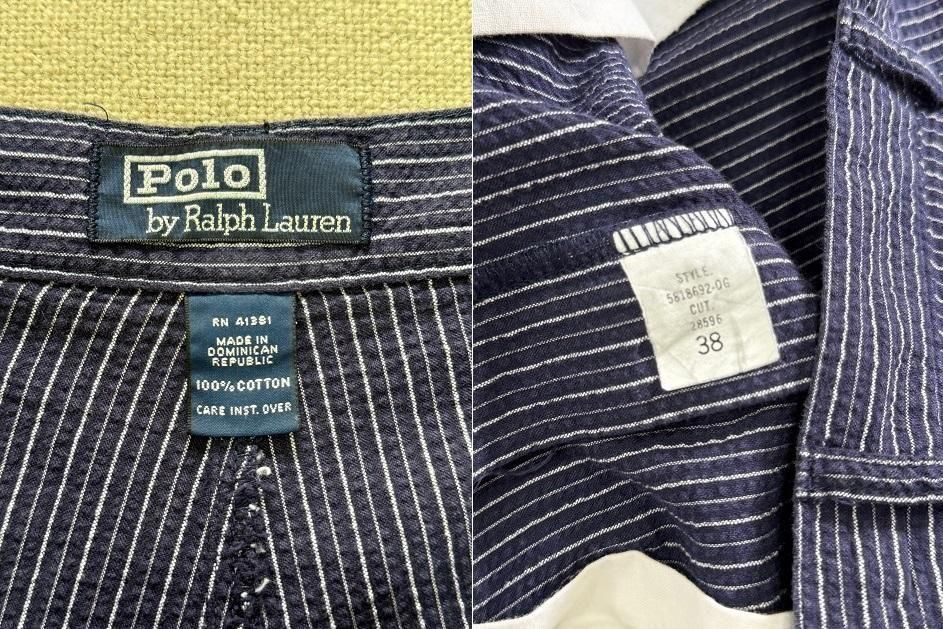 Polo
by Ralph Lauren
RN 41381
MADE IN
DOMINICAN
REPUBLIC
100% COTTON
CARE INST. OVER
STYLE.
5818692-0G
CUT.
28596
38